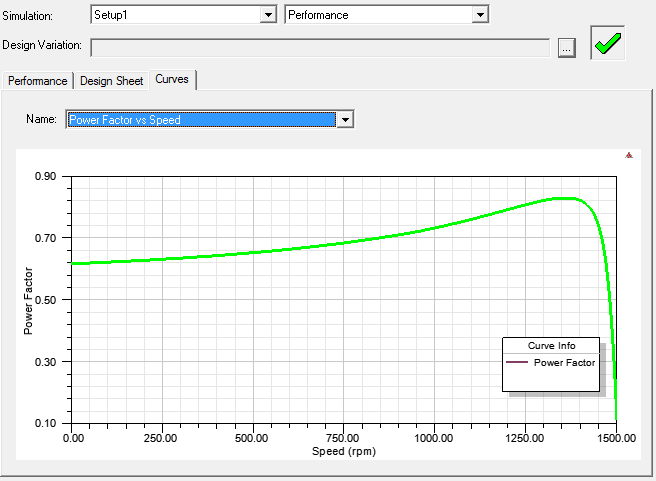 Simulation: Setup1 Performance
Design Variation: ...
Performance Design Sheet Curves
Name: Power Factor vs Speed
0.90
0.70
0.50
0.30
0.10
Power Factor
Curve Info
Power Factor
0.00 250.00 500.00 750.00 1000.00 1250.00 1500.00
Speed (rpm)